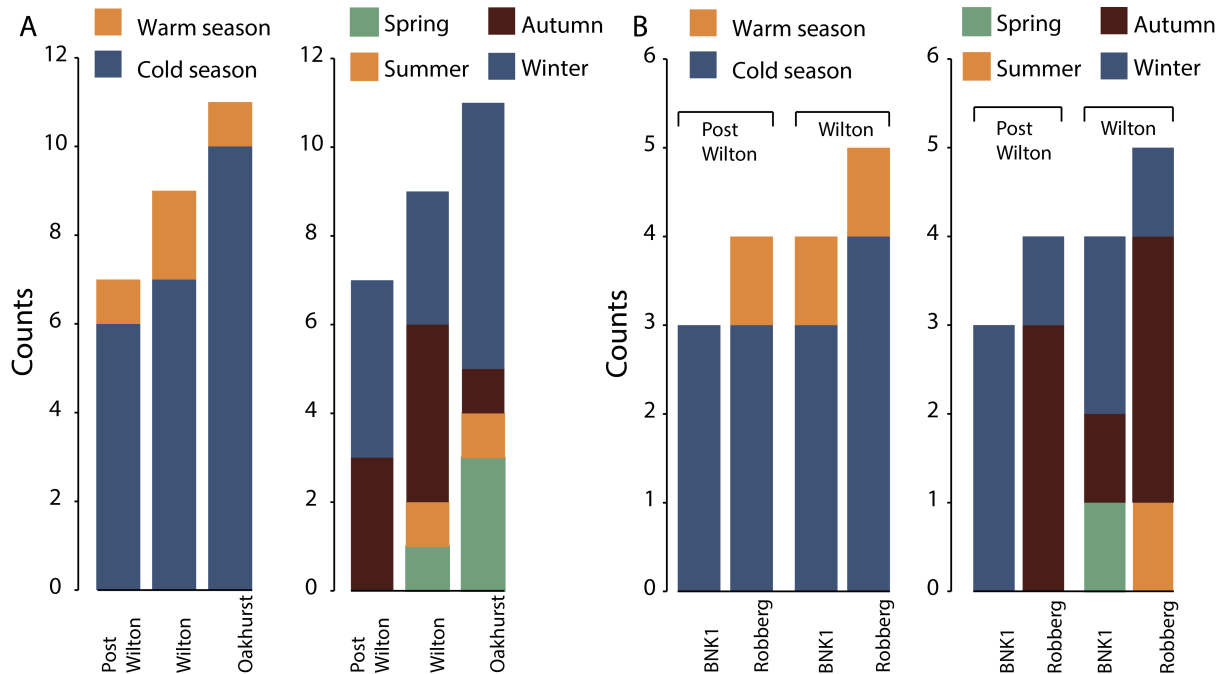 A
Warm season
Cold season
Counts
12
10
8
6
4
2
0
Post
Wilton
Wilton
Oakhurst
Spring
Autumn
Summer
Winter
12
10
8
6
4
2
0
Post
Wilton
Wilton
Oakhurst
B
Warm season
Cold season
Counts
6
5
4
3
2
1
0
Post
Wilton
Wilton
BNK1
Robberg
BNK1
Robberg
Spring
Autumn
Summer
Winter
6
5
4
3
2
1
0
Post
Wilton
Wilton
BNK1
Robberg
BNK1
Robberg